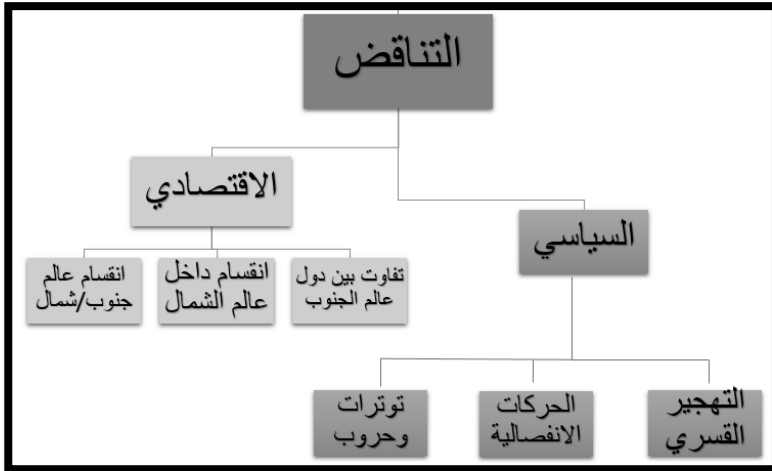 التناقض
الاقتصادي
السياسي
تفاوت بين دول
عالم الجنوب
انقسام داخل
عالم الشمال
انقسام عالم
جنوب/شمال
التهجير
القسري
الحركات
الانفصالية
توترات
وحروب